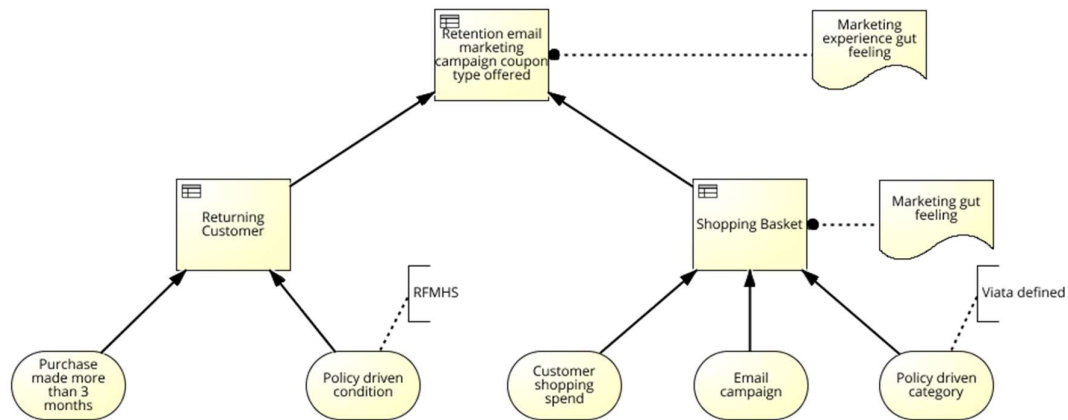 Retention email
marketing
campaign coupon
type offered
Marketing
experience gut
feeling
Returning
Customer
Shopping Basket
Marketing gut
feeling
RFMHS
Viata defined
Purchase
made more
than 3
months
Policy driven
condition
Customer
shopping
spend
Email
campaign
Policy driven
category